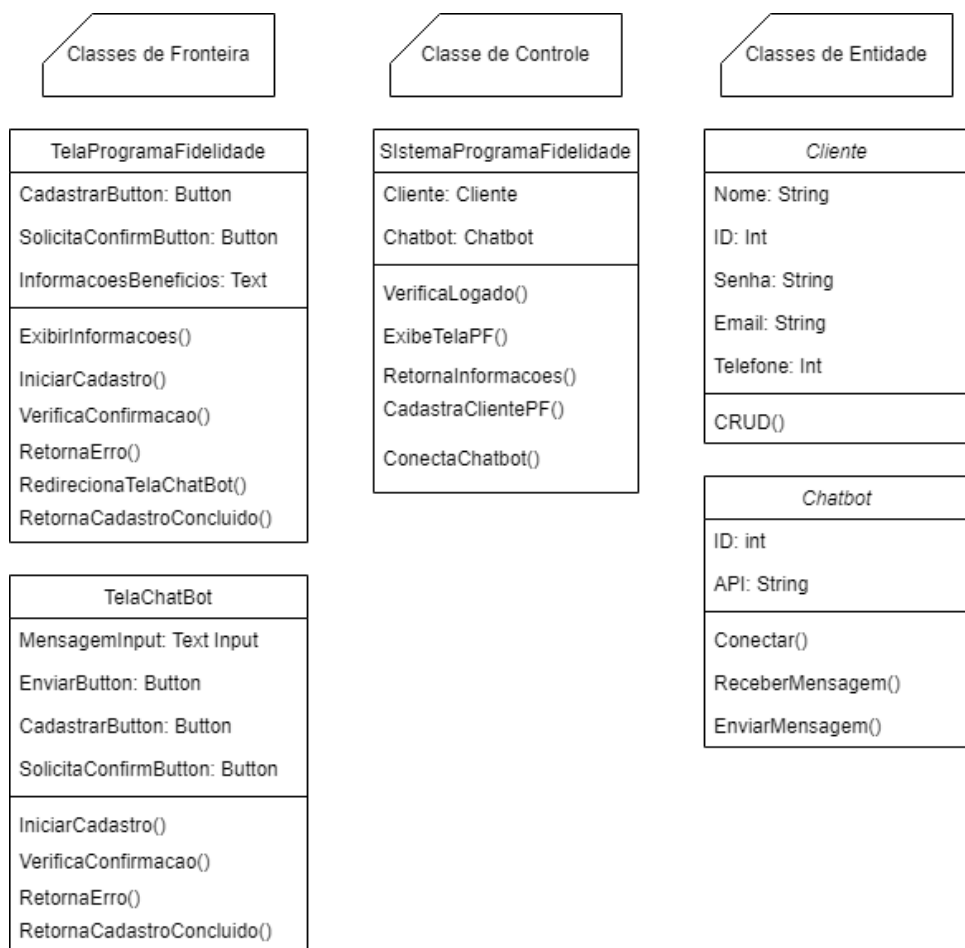 Classes de Fronteira
Classe de Controle
Classes de Entidade
TelaProgramaFidelidade
CadastrarButton: Button
SolicitaConfirmButton: Button
InformacoesBeneficios: Text
ExibirInformacoes()
IniciarCadastro()
VerificaConfirmacao()
RetornaErro()
RedirecionaTelaChatBot()
RetornaCadastroConcluido()
TelaChatBot
MensagemInput: Text Input
EnviarButton: Button
CadastrarButton: Button
SolicitaConfirmButton: Button
IniciarCadastro()
VerificaConfirmacao()
RetornaErro()
RetornaCadastroConcluido()
SIstemaProgramaFidelidade
Cliente: Cliente
Chatbot: Chatbot
VerificaLogado()
ExibeTelaPF()
RetornaInformacoes()
CadastraClientePF()
ConectaChatbot()
Cliente
Nome: String
ID: Int
Senha: String
Email: String
Telefone: Int
CRUD()
Chatbot
ID: int
API: String
Conectar()
ReceberMensagem()
EnviarMensagem()